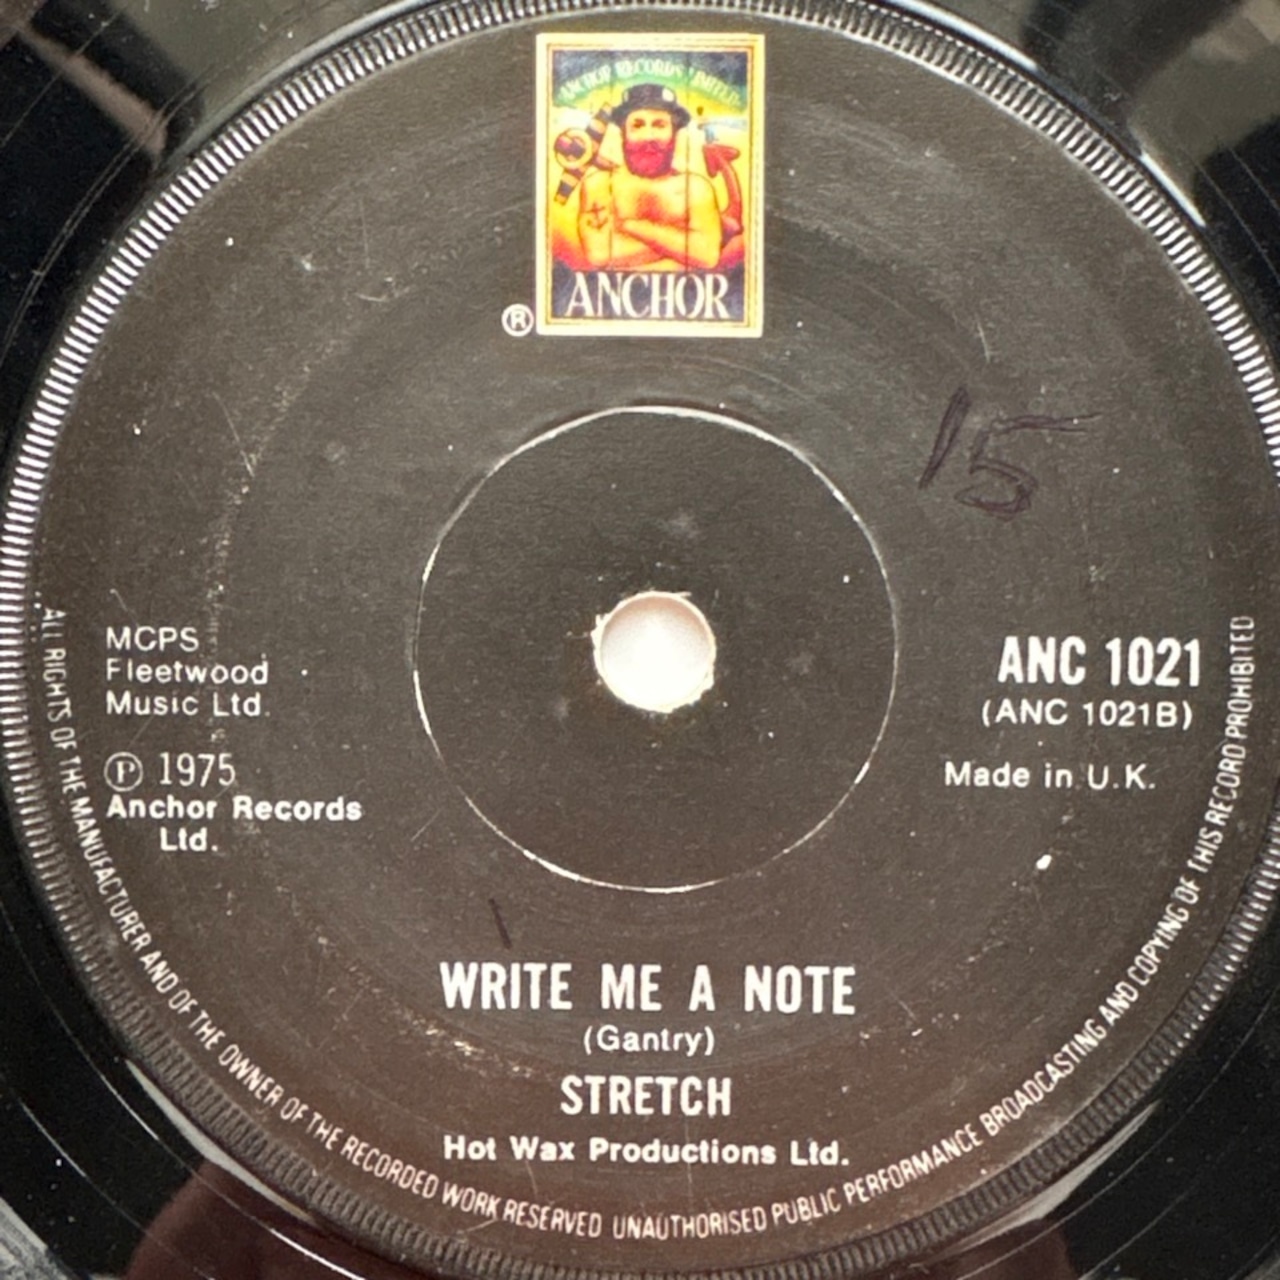 ANCHOR RECORDS LIMITED
ANCHOR
®
15
MCPS
Fleetwood
Music Ltd.
℗ 1975
Anchor Records
Ltd.
ANC 1021
(ANC 1021B)
Made in U.K.
WRITE ME A NOTE
(Gantry)
STRETCH
Hot Wax Productions Ltd.
ALL RIGHTS OF THE MANUFACTURER AND OF THE OWNER OF THE RECORDED WORK RESERVED UNAUTHORISED PUBLIC PERFORMANCE BROADCASTING AND COPYING OF THIS RECORD PROHIBITED